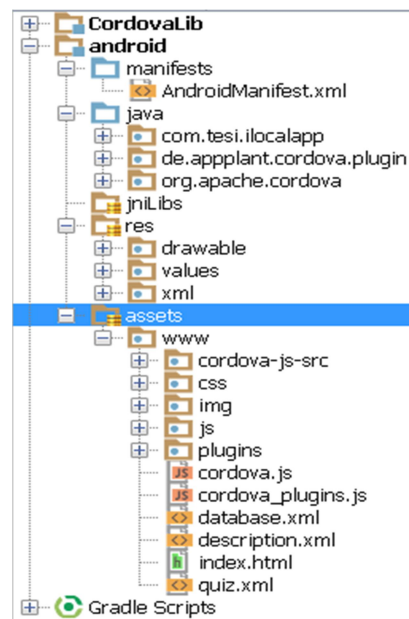 CordovaLib
android
manifests
AndroidManifest.xml
java
com.tesi.ilocalapp
de.appplant.cordova.plugin
org.apache.cordova
jniLibs
res
drawable
values
xml
assets
www
cordova-js-src
css
img
js
plugins
JS cordova.js
JS cordova_plugins.js
database.xml
description.xml
h index.html
quiz.xml
Gradle Scripts